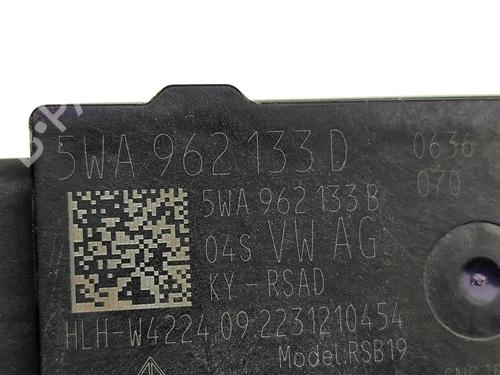 5WA 962 133 D
0636
070
5WA 962 133 B
04S VW AG
KY - RSAD
HLH-W4224 09.2231210454
Model:RSB19